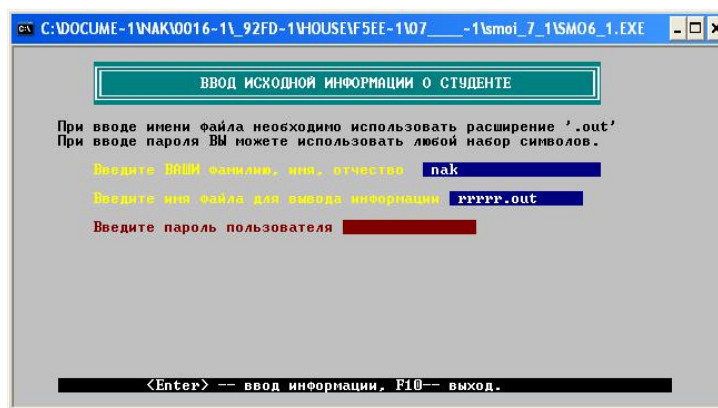 C:\DOCUME~1\NAK\0016~1\_92FD~1\HOUSE\F5EE~1\07____~1\smoi_7_1\SMO6_1.EXE
ВВОД ИСХОДНОЙ ИНФОРМАЦИИ О СТУДЕНТЕ
При вводе имени файла необходимо использовать расширение '.out'
При вводе пароля ВЫ можете использовать любой набор символов.
Введите ВАШИ фамилию, имя, отчество nak
Введите имя файла для вывода информации rrrrr.out
Введите пароль пользователя
<Enter> -- ввод информации, F10-- выход.